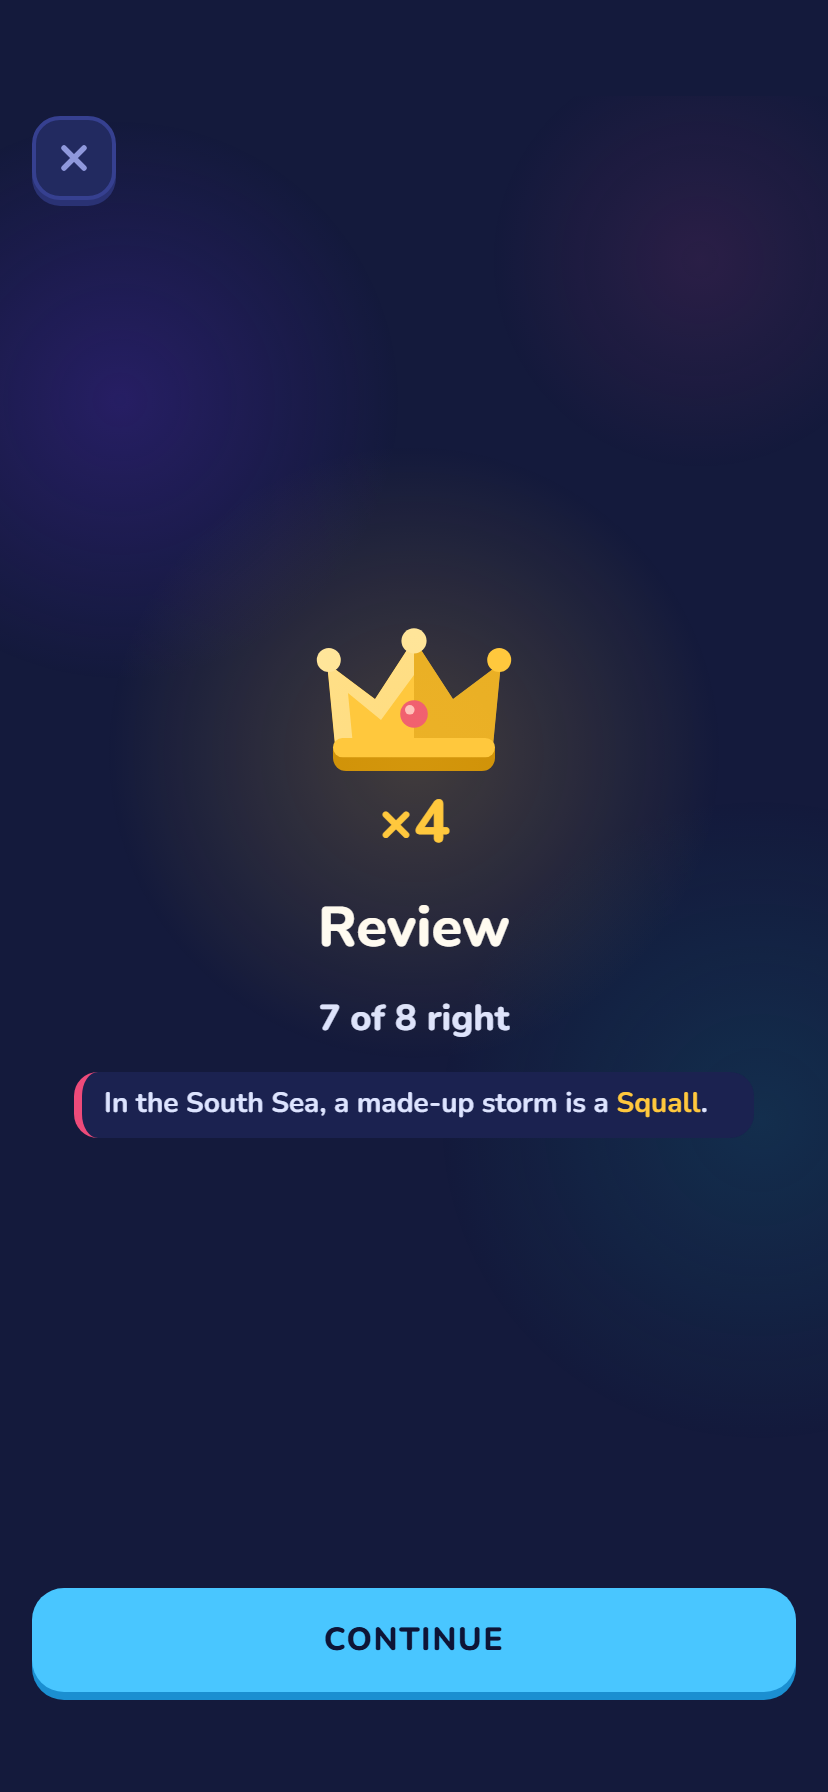 ×4
Review
7 of 8 right
In the South Sea, a made-up storm is a Squall.
CONTINUE